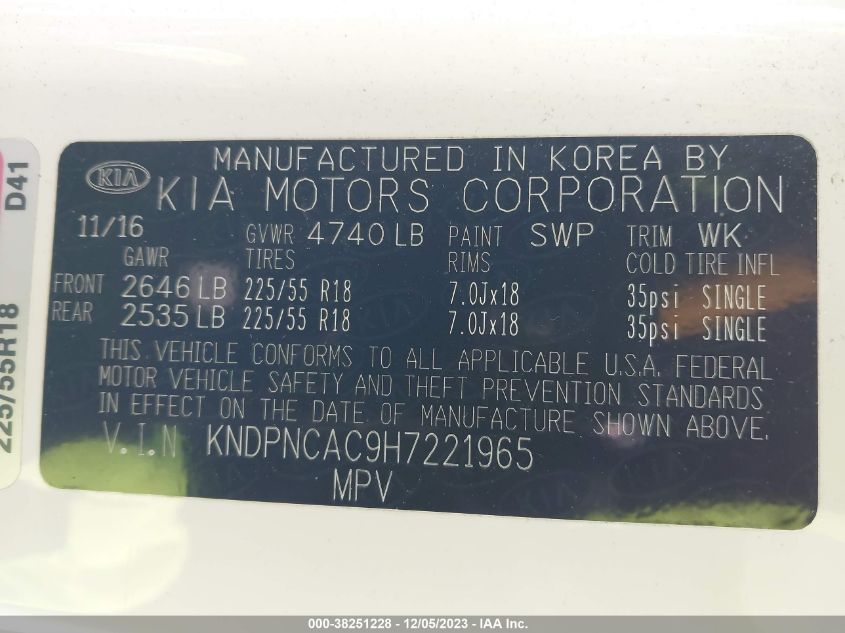 KIA
MANUFACTURED IN KOREA BY
KIA MOTORS CORPORATION
11/16 GVWR 4740 LB PAINT SWP TRIM WK
GAWR TIRES RIMS COLD TIRE INFL
FRONT 2646 LB 225/55 R18 7.0Jx18 35psi SINGLE
REAR 2535 LB 225/55 R18 7.0Jx18 35psi SINGLE
THIS VEHICLE CONFORMS TO ALL APPLICABLE U.S.A. FEDERAL
MOTOR VEHICLE SAFETY AND THEFT PREVENTION STANDARDS
IN EFFECT ON THE DATE OF MANUFACTURE SHOWN ABOVE.
V.I.N KNDPNCAC9H7221965
MPV
225/55R18 D41
000-38251228 - 12/05/2023 - IAA Inc.